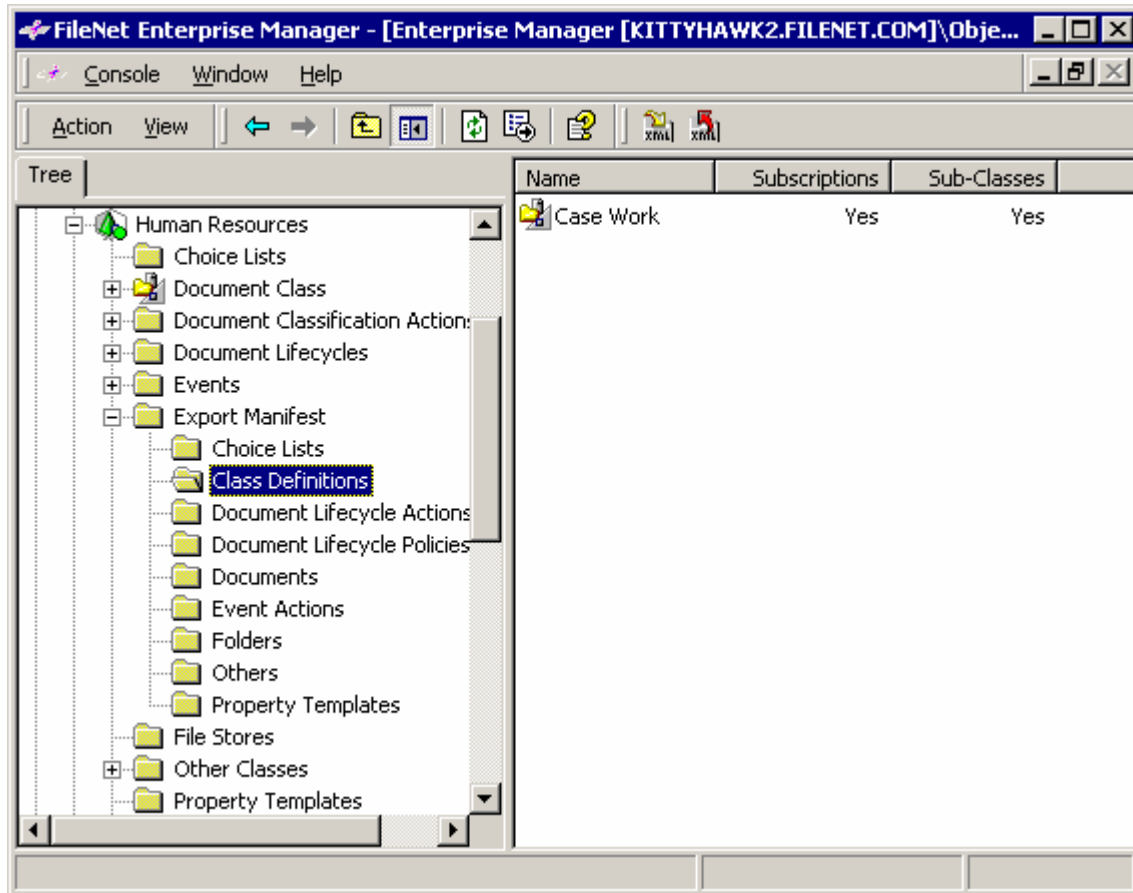 FileNet Enterprise Manager - [Enterprise Manager [KITTYHAWK2.FILENET.COM]\Obje...
Console Window Help
Action View
xml xml
Tree
Name Subscriptions Sub-Classes
Case Work Yes Yes
Human Resources
Choice Lists
Document Class
Document Classification Action
Document Lifecycles
Events
Export Manifest
Choice Lists
Class Definitions
Document Lifecycle Actions
Document Lifecycle Policies
Documents
Event Actions
Folders
Others
Property Templates
File Stores
Other Classes
Property Templates